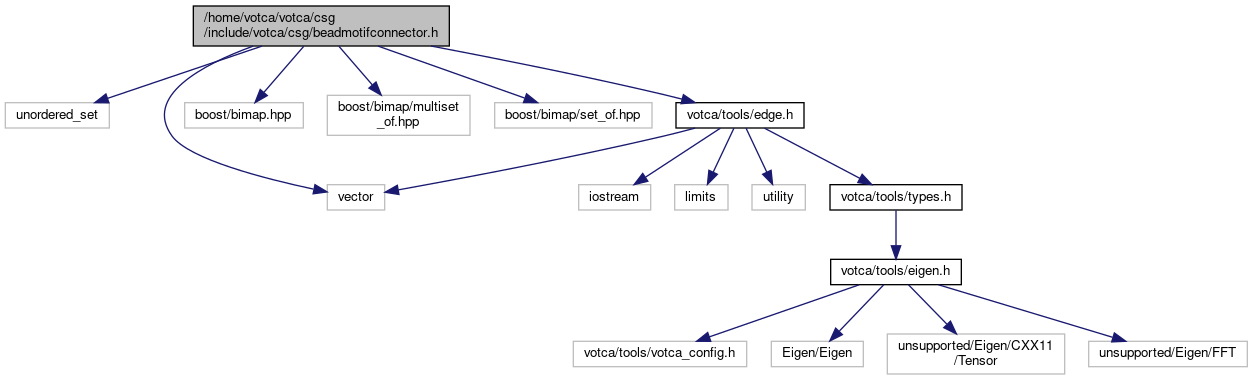 /home/votca/votca/csg
/include/votca/csg/beadmotifconnector.h
unordered_set
boost/bimap.hpp
boost/bimap/multiset
_of.hpp
boost/bimap/set_of.hpp
votca/tools/edge.h
vector
iostream
limits
utility
votca/tools/types.h
votca/tools/eigen.h
votca/tools/votca_config.h
Eigen/Eigen
unsupported/Eigen/CXX11
/Tensor
unsupported/Eigen/FFT